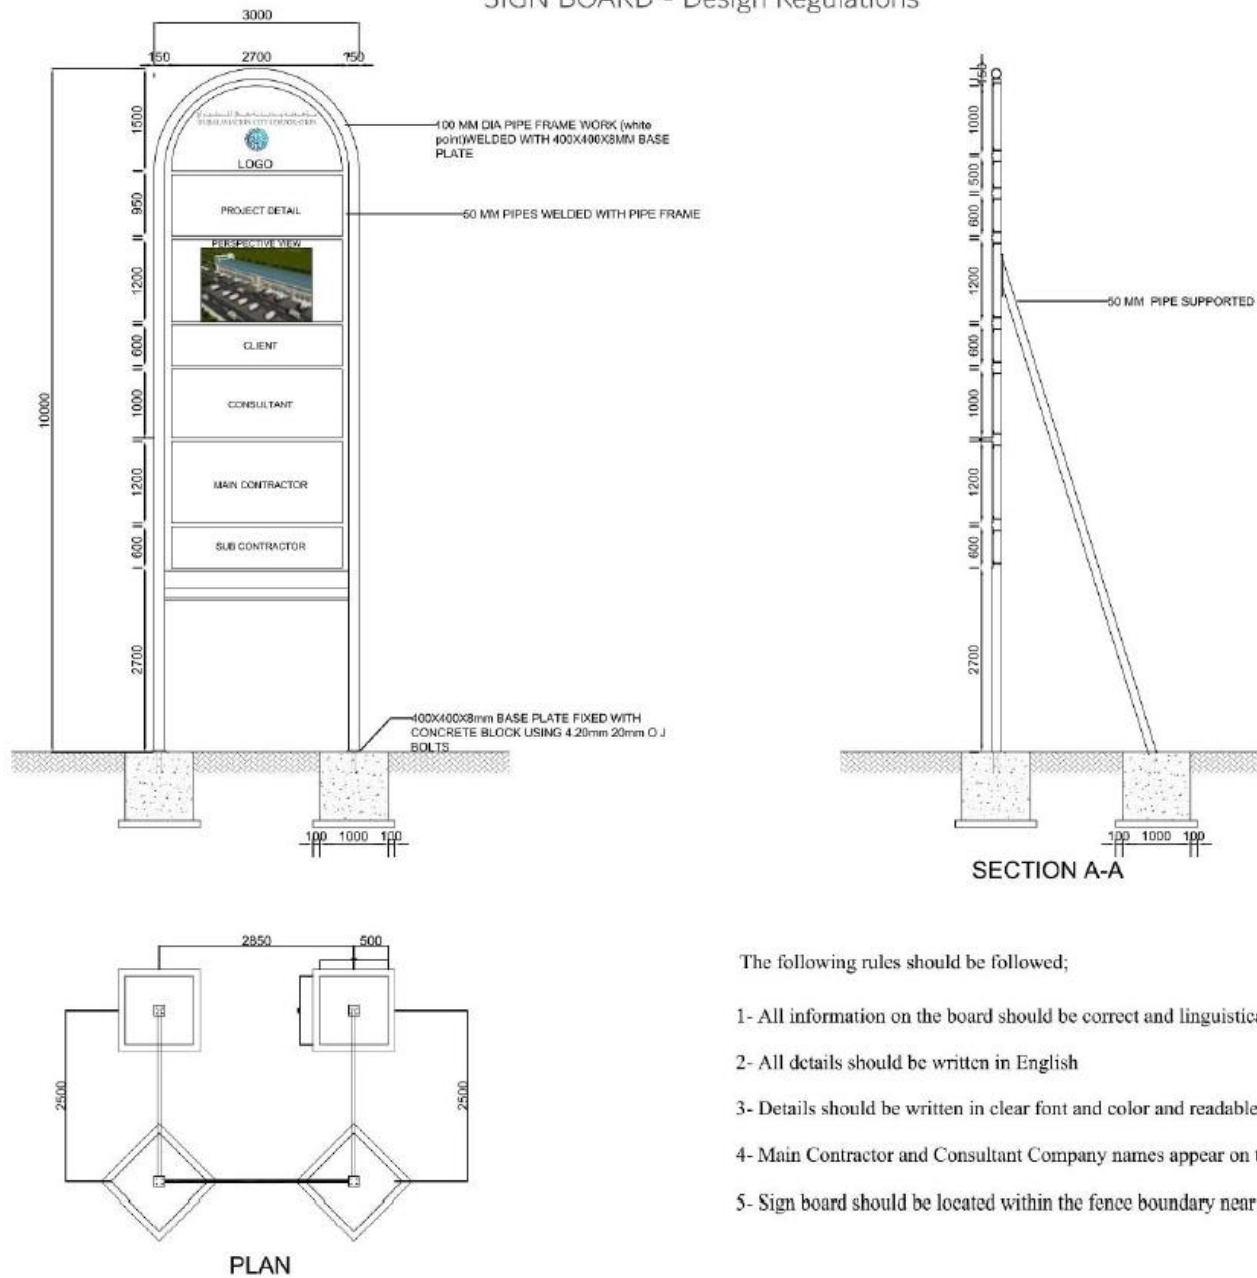 SIGN BOARD - Design Regulations
3000
150 2700 150
10000
1500
950
1200
600
1000
1200
600
2700
DUBAI AVIATION CITY CORPORATION
LOGO
PROJECT DETAIL
PERSPECTIVE VIEW
CLIENT
CONSULTANT
MAIN CONTRACTOR
SUB CONTRACTOR
100 MM DIA PIPE FRAME WORK (white
point)WELDED WITH 400X400X8MM BASE
PLATE
50 MM PIPES WELDED WITH PIPE FRAME
400X400X8mm BASE PLATE FIXED WITH
CONCRETE BLOCK USING 4.20mm 20mm O J
BOLTS
100 1000 100
150
1000
500
600
1200
600
1000
1200
600
2700
50 MM PIPE SUPPORTED
100 1000 100
SECTION A-A
2850 500
2500
2500
PLAN
The following rules should be followed;
1- All information on the board should be correct and
2- All details should be written in English
3- Details should be written in clear font and color and readable
4- Main Contractor and Consultant Company names appear on
5- Sign board should be located within the fence boundary near